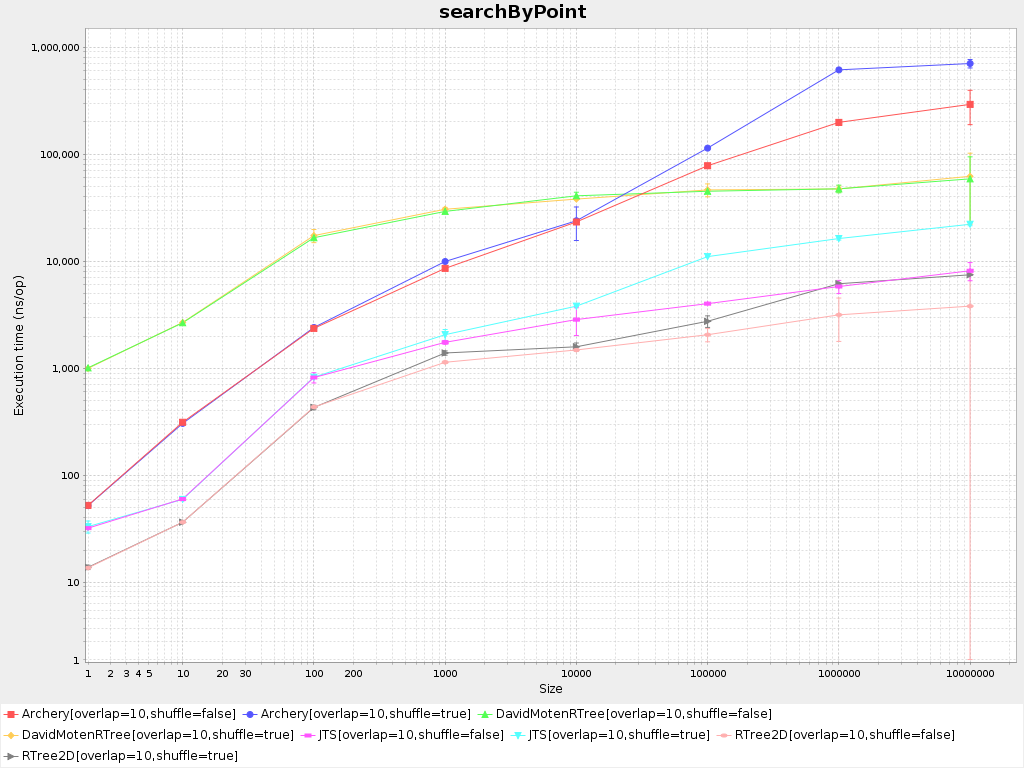 searchByPoint
1,000,000
100,000
10,000
1,000
100
10
1
Execution time (ns/op)
1 2 3 4 5 10 20 30 100 200 1000 10000 100000 1000000 10000000
Size
Archery[overlap=10,shuffle=false] Archery[overlap=10,shuffle=true] DavidMotenRTree[overlap=10,shuffle=false]
DavidMotenRTree[overlap=10,shuffle=true] JTS[overlap=10,shuffle=false] JTS[overlap=10,shuffle=true] RTree2D[overlap=10,shuffle=false]
RTree2D[overlap=10,shuffle=true]